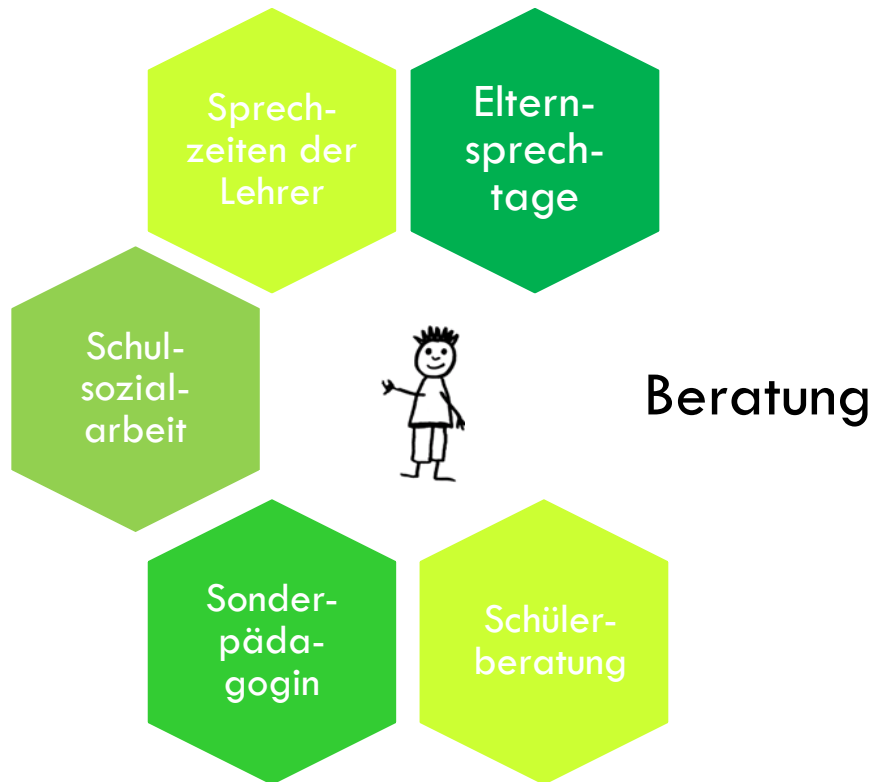 Sprech-
zeiten der
Lehrer
Eltern-
sprech-
tage
Schul-
sozial-
arbeit
Beratung
Sonder-
päda-
gogin
Schüler-
beratung